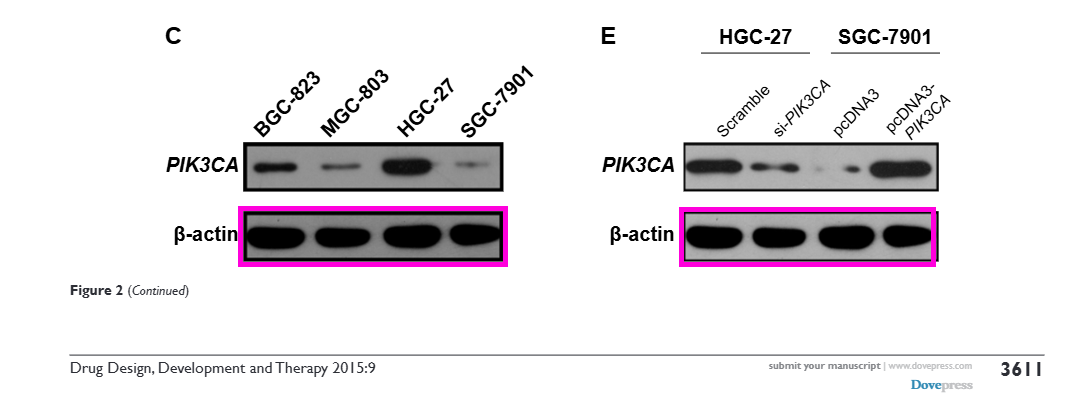 C
BGC-823
MGC-803
HGC-27
SGC-7901
PIK3CA
β-actin
E
HGC-27
SGC-7901
Scramble
si-PIK3CA
pcDNA3
pcDNA3-
PIK3CA
PIK3CA
β-actin
Figure 2 (Continued)
Drug Design, Development and Therapy 2015:9
submit your manuscript | www.dovepress.com
3611
Dovepress